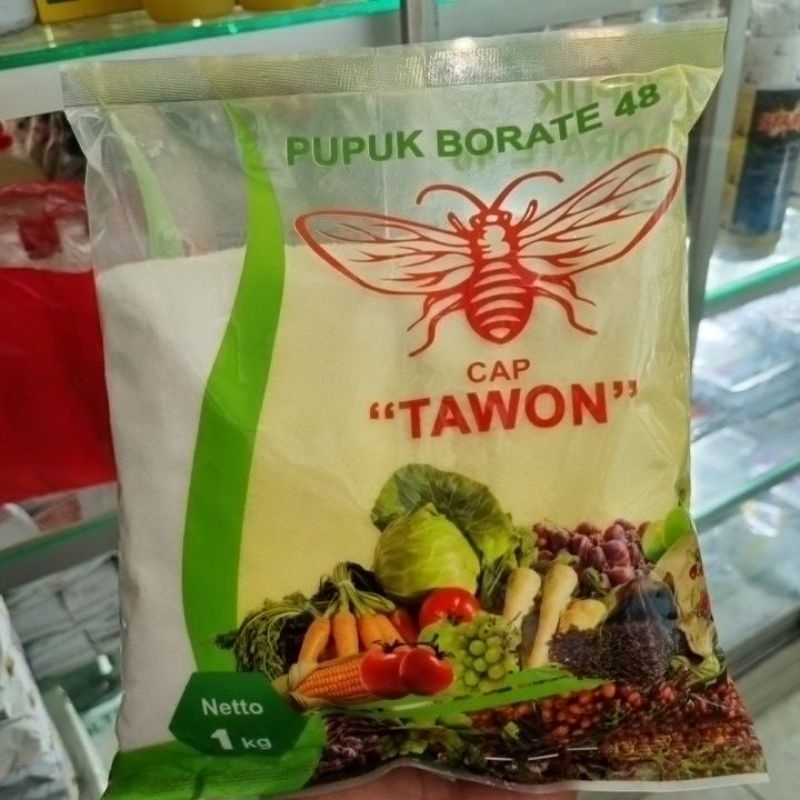 PUPUK BORATE 48
CAP
“TAWON”
Netto
1 kg